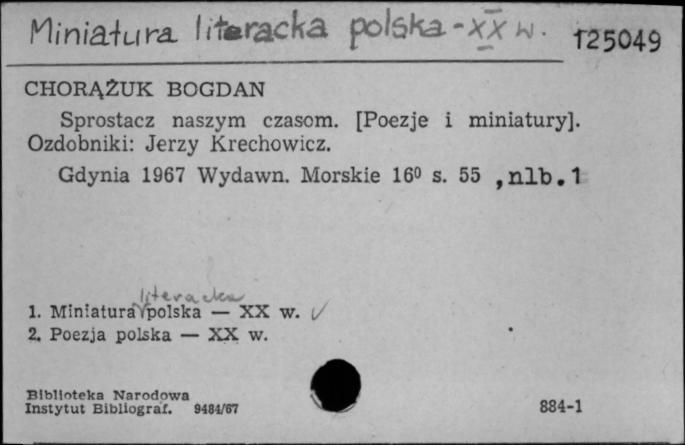 Miniatura literacka polska - XX w. 125049
CHORĄŻUK BOGDAN
Sprostacz naszym czasom. [Poezje i miniatury].
Ozdobniki: Jerzy Krechowicz.
Gdynia 1967 Wydawn. Morskie 16⁰ s. 55 , nlb. 1
literacka
1. Miniatura polska — XX w.
2. Poezja polska — XX w.
Biblioteka Narodowa
Instytut Bibliograf. 9484/67
884-1